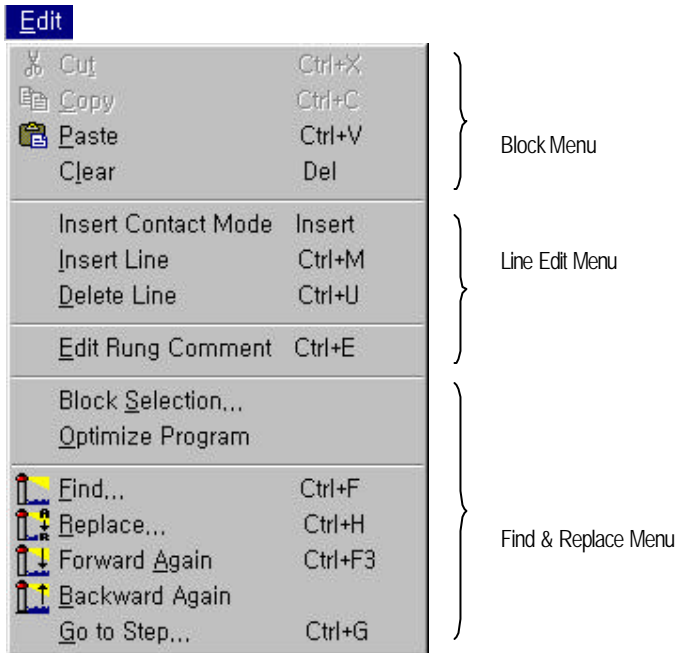 Edit
Cut Ctrl+X
Copy Ctrl+C
Paste Ctrl+V
Clear Del
Block Menu
Insert Contact Mode Insert
Insert Line Ctrl+M
Delete Line Ctrl+U
Edit Rung Comment Ctrl+E
Line Edit Menu
Block Selection...
Optimize Program
Find... Ctrl+F
Replace... Ctrl+H
Forward Again Ctrl+F3
Backward Again
Go to Step... Ctrl+G
Find & Replace Menu